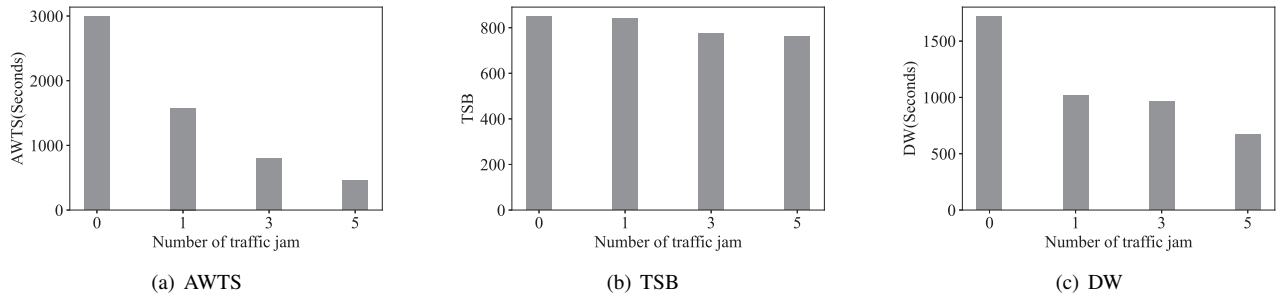 3000
2000
1000
0
AWTS(Seconds)
0 1 3 5
Number of traffic jam
(a) AWTS
800
600
400
200
0
TSB
0 1 3 5
Number of traffic jam
(b) TSB
1500
1000
500
0
DW(Seconds)
0 1 3 5
Number of traffic jam
(c) DW